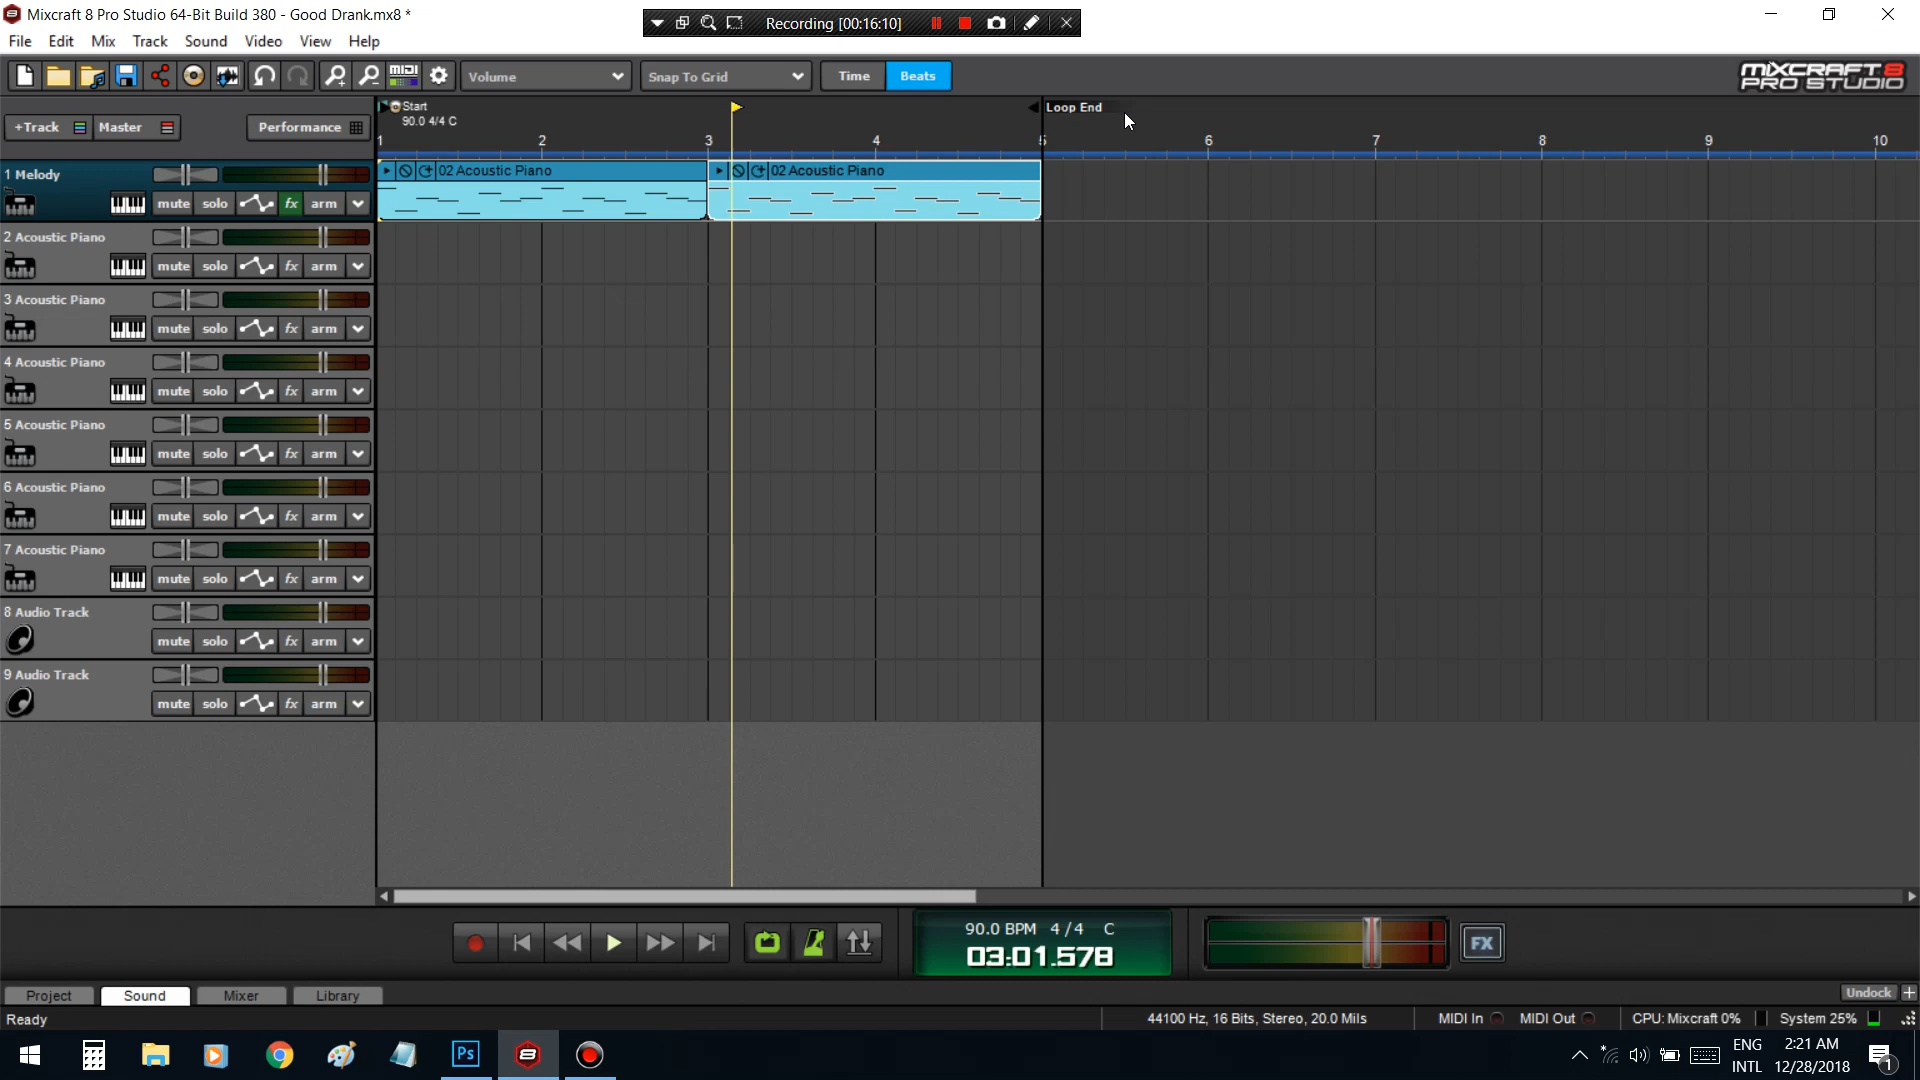 Mixcraft 8 Pro Studio 64-Bit Build 380 - Good Drank.mx8 *
Recording [00:16:10]
File Edit Mix Track Sound Video View Help
MIDI
Volume
Snap To Grid
Time Beats
MIXCRAFT 8
PRO STUDIO
+Track Master Performance
Start
90.0 4/4 C
Loop End
1 2 3 4 5 6 7 8 9 10
1 Melody
mute solo fx arm
02 Acoustic Piano
02 Acoustic Piano
2 Acoustic Piano
mute solo fx arm
3 Acoustic Piano
mute solo fx arm
4 Acoustic Piano
mute solo fx arm
5 Acoustic Piano
mute solo fx arm
6 Acoustic Piano
mute solo fx arm
7 Acoustic Piano
mute solo fx arm
8 Audio Track
mute solo fx arm
9 Audio Track
mute solo fx arm
90.0 BPM 4/4 C
03:01.578
FX
Project Sound Mixer Library
Undock +
Ready
44100 Hz, 16 Bits, Stereo, 20.0 Mils
MIDI In MIDI Out
CPU: Mixcraft 0% System 25%
Ps
8
ENG
INTL
2:21 AM
12/28/2018
1